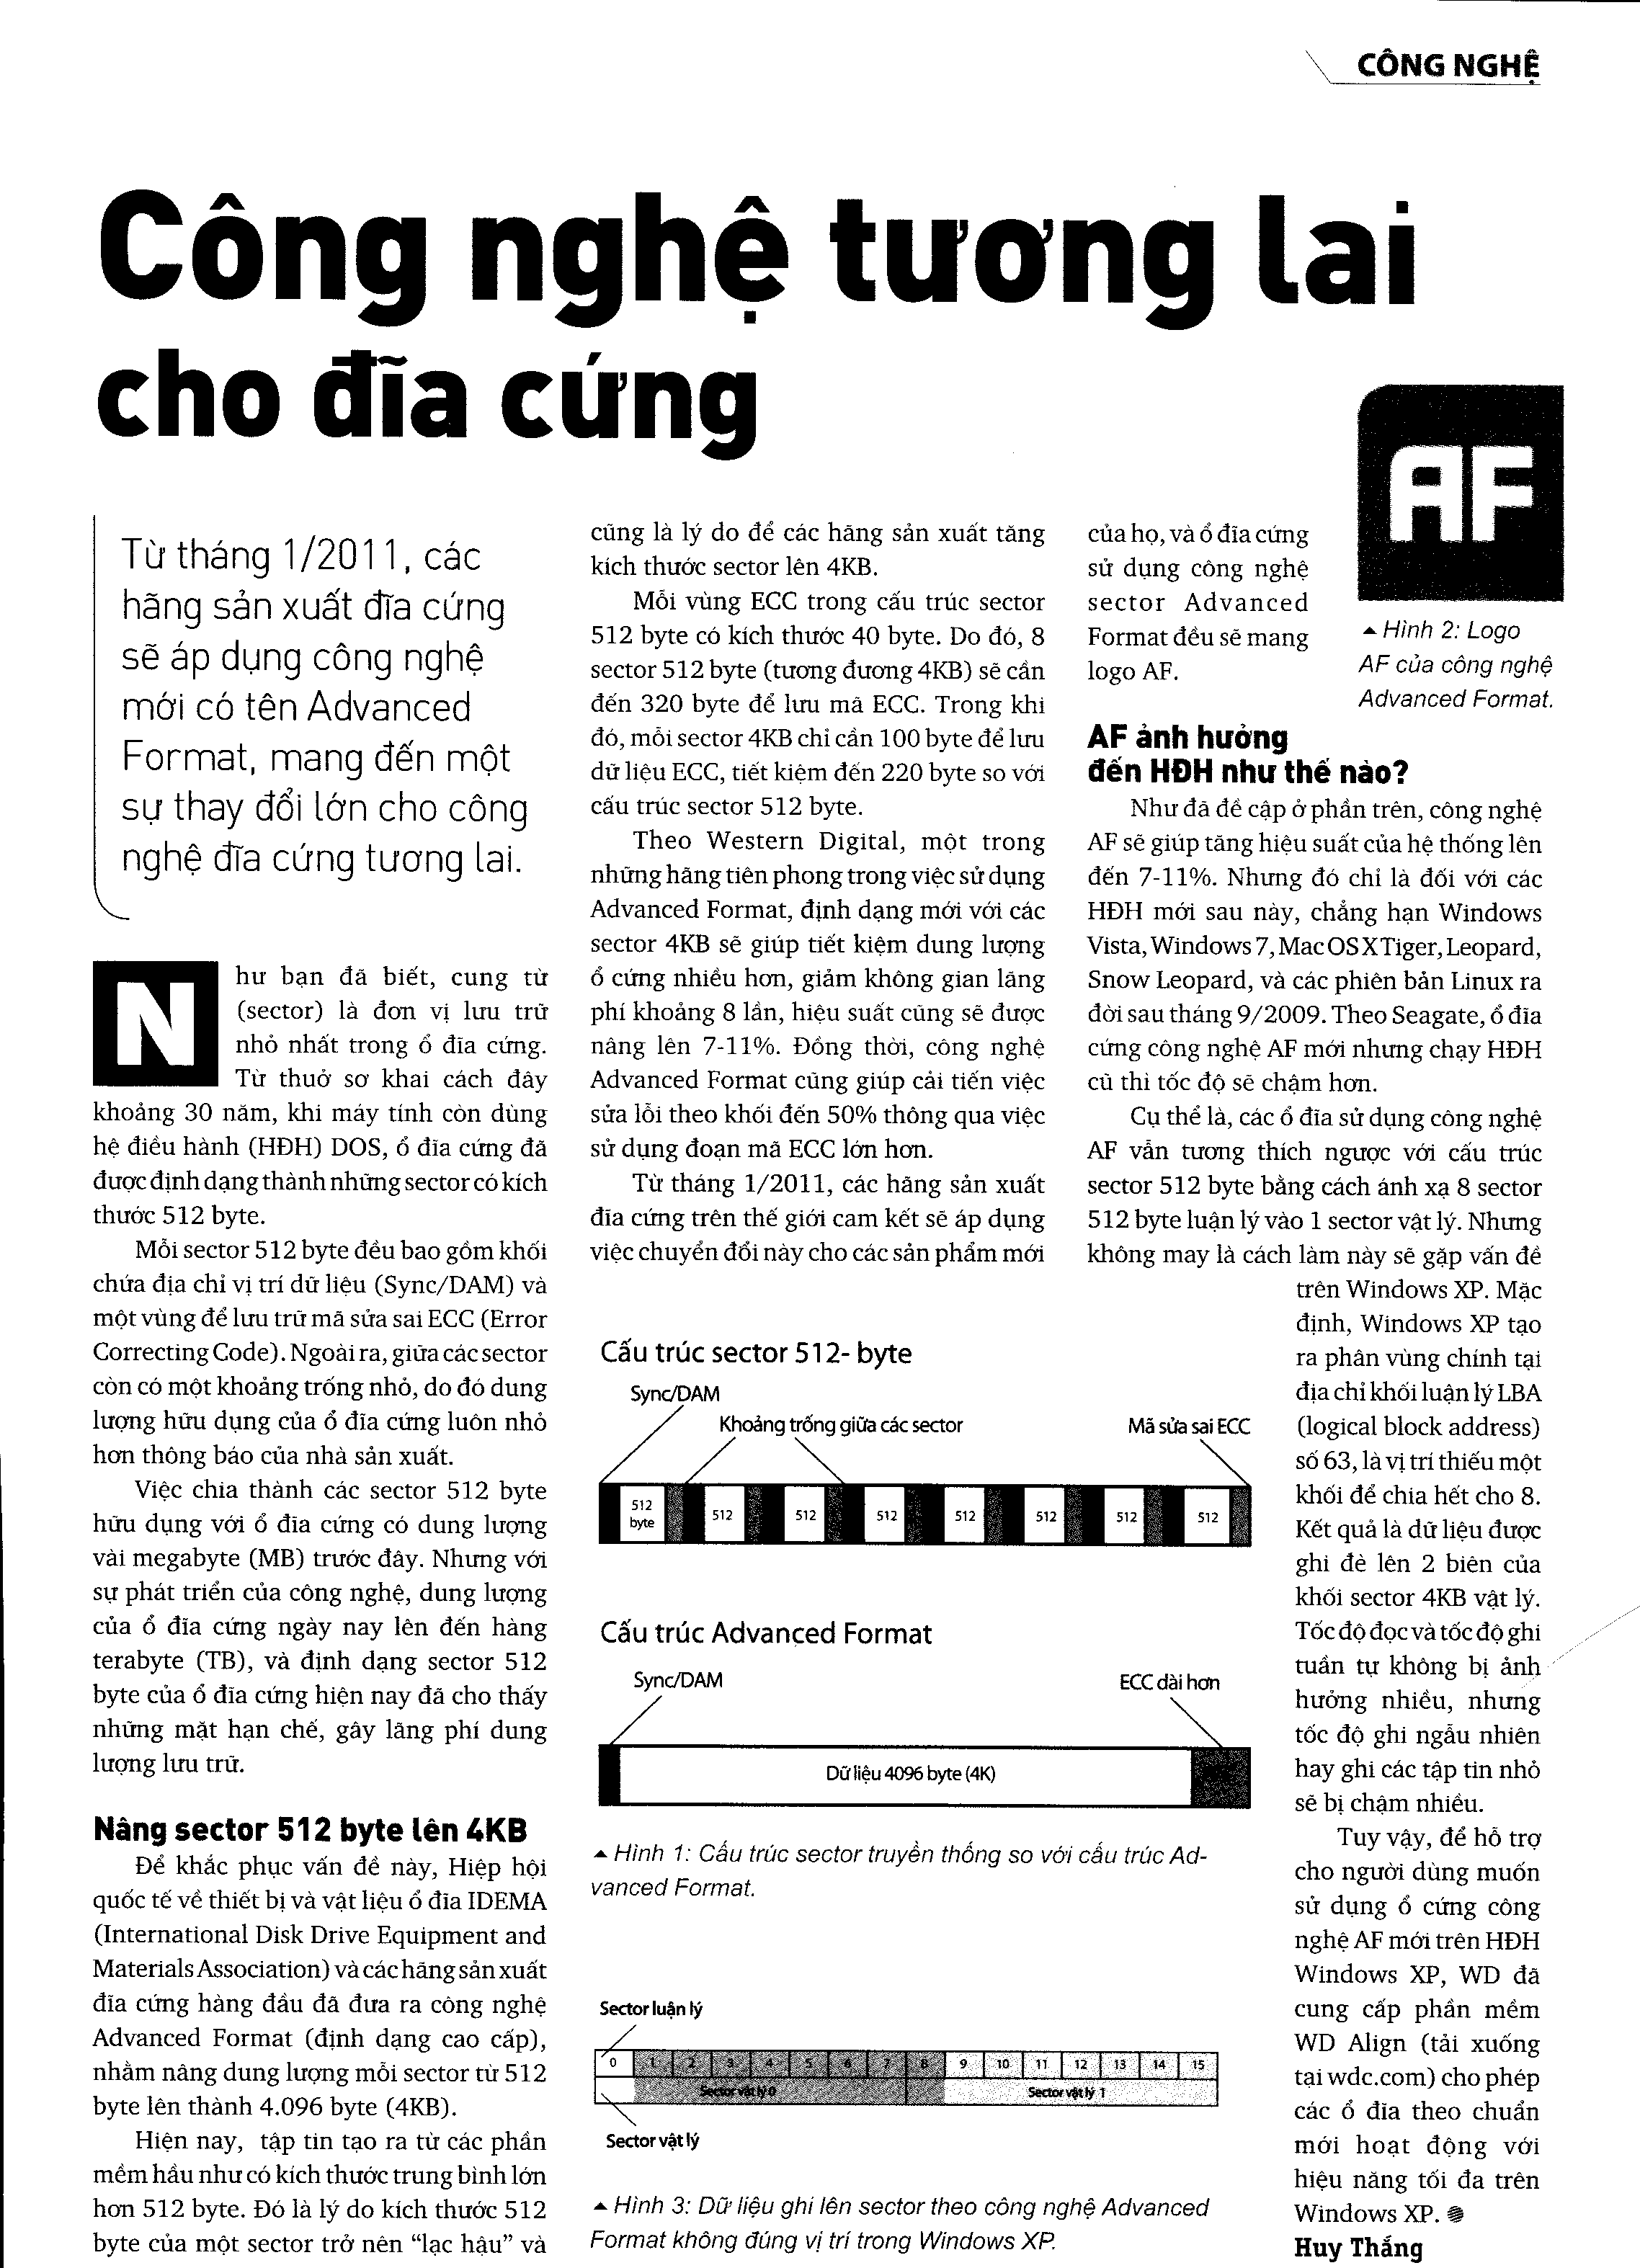 CÔNG NGHỆ
Công nghệ tương lai
cho đĩa cứng
Từ tháng 1/2011, các
hãng sản xuất đĩa cứng
sẽ áp dụng công nghệ
mới có tên Advanced
Format, mang đến một
sự thay đổi lớn cho công
nghệ đĩa cứng tương lai.
Như bạn đã biết, cung từ
(sector) là đơn vị lưu trữ
nhỏ nhất trong ổ đĩa cứng.
Từ thuở sơ khai cách đây
khoảng 30 năm, khi máy tính còn dùng
hệ điều hành (HĐH) DOS, ổ đĩa cứng đã
được định dạng thành những sector có kích
thước 512 byte.
Mỗi sector 512 byte đều bao gồm khối
chứa địa chỉ vị trí dữ liệu (Sync/DAM) và
một vùng để lưu trữ mã sửa sai ECC (Error
Correcting Code). Ngoài ra, giữa các sector
còn có một khoảng trống nhỏ, do đó dung
lượng hữu dụng của ổ đĩa cứng luôn nhỏ
hơn thông báo của nhà sản xuất.
Việc chia thành các sector 512 byte
hữu dụng với ổ đĩa cứng có dung lượng
vài megabyte (MB) trước đây. Nhưng với
sự phát triển của công nghệ, dung lượng
của ổ đĩa cứng ngày nay lên đến hàng
terabyte (TB), và định dạng sector 512
byte của ổ đĩa cứng hiện nay đã cho thấy
những mặt hạn chế, gây lãng phí dung
lượng lưu trữ.
Nâng sector 512 byte lên 4KB
Để khắc phục vấn đề này, Hiệp hội
quốc tế về thiết bị và vật liệu ổ đĩa IDEMA
(International Disk Drive Equipment and
Materials Association) và các hãng sản xuất
đĩa cứng hàng đầu đã đưa ra công nghệ
Advanced Format (định dạng cao cấp),
nhằm nâng dung lượng mỗi sector từ 512
byte lên thành 4.096 byte (4KB).
Hiện nay, tập tin tạo ra từ các phần
mềm hầu như có kích thước trung bình lớn
hơn 512 byte. Đó là lý do kích thước 512
byte của một sector trở nên “lạc hậu” và
cũng là lý do để các hãng sản xuất tăng
kích thước sector lên 4KB.
Mỗi vùng ECC trong cấu trúc sector
512 byte có kích thước 40 byte. Do đó, 8
sector 512 byte (tương đương 4KB) sẽ cần
đến 320 byte để lưu mã ECC. Trong khi
đó, mỗi sector 4KB chỉ cần 100 byte để lưu
dữ liệu ECC, tiết kiệm đến 220 byte so với
cấu trúc sector 512 byte.
Theo Western Digital, một trong
những hãng tiên phong trong việc sử dụng
Advanced Format, định dạng mới với các
sector 4KB sẽ giúp tiết kiệm dung lượng
ổ cứng nhiều hơn, giảm không gian lãng
phí khoảng 8 lần, hiệu suất cũng sẽ được
nâng lên 7-11%. Đồng thời, công nghệ
Advanced Format cũng giúp cải tiến việc
sửa lỗi theo khối đến 50% thông qua việc
sử dụng đoạn mã ECC lớn hơn.
Từ tháng 1/2011, các hãng sản xuất
đĩa cứng trên thế giới cam kết sẽ áp dụng
việc chuyển đổi này cho các sản phẩm mới
Cấu trúc sector 512- byte
Sync/DAM
Khoảng trống giữa các sector
Mã sửa sai ECC
512
byte
512 512 512 512 512 512 512
Cấu trúc Advanced Format
Sync/DAM
ECC dài hơn
Dữ liệu 4096 byte (4K)
Hình 1: Cấu trúc sector truyền thống so với cấu trúc Ad-
vanced Format.
Sector luận lý
0 1 2 3 4 5 6 7 8 9 10 11 12 13 14 15
Sector vật lý 0 Sector vật lý 1
Sector vật lý
Hình 3: Dữ liệu ghi lên sector theo công nghệ Advanced
Format không đúng vị trí trong Windows XP.
của họ, và ổ đĩa cứng
sử dụng công nghệ
sector Advanced
Format đều sẽ mang
logo AF.
AF
Hình 2: Logo
AF của công nghệ
Advanced Format.
AF ảnh hưởng
đến HĐH như thế nào?
Như đã đề cập ở phần trên, công nghệ
AF sẽ giúp tăng hiệu suất của hệ thống lên
đến 7-11%. Nhưng đó chỉ là đối với các
HĐH mới sau này, chẳng hạn Windows
Vista, Windows 7, Mac OS X Tiger, Leopard,
Snow Leopard, và các phiên bản Linux ra
đời sau tháng 9/2009. Theo Seagate, ổ đĩa
cứng công nghệ AF mới nhưng chạy HĐH
cũ thì tốc độ sẽ chậm hơn.
Cụ thể là, các ổ đĩa sử dụng công nghệ
AF vẫn tương thích ngược với cấu trúc
sector 512 byte bằng cách ánh xạ 8 sector
512 byte luận lý vào 1 sector vật lý. Nhưng
không may là cách làm này sẽ gặp vấn đề
trên Windows XP. Mặc
định, Windows XP tạo
ra phân vùng chính tại
địa chỉ khối luận lý LBA
(logical block address)
số 63, là vị trí thiếu một
khối để chia hết cho 8.
Kết quả là dữ liệu được
ghi đè lên 2 biên của
khối sector 4KB vật lý.
Tốc độ đọc và tốc độ ghi
tuần tự không bị ảnh
hưởng nhiều, nhưng
tốc độ ghi ngẫu nhiên
hay ghi các tập tin nhỏ
sẽ bị chậm nhiều.
Tuy vậy, để hỗ trợ
cho người dùng muốn
sử dụng ổ cứng công
nghệ AF mới trên HĐH
Windows XP, WD đã
cung cấp phần mềm
WD Align (tải xuống
tại wdc.com) cho phép
các ổ đĩa theo chuẩn
mới hoạt động với
hiệu năng tối đa trên
Windows XP.
Huy Thắng